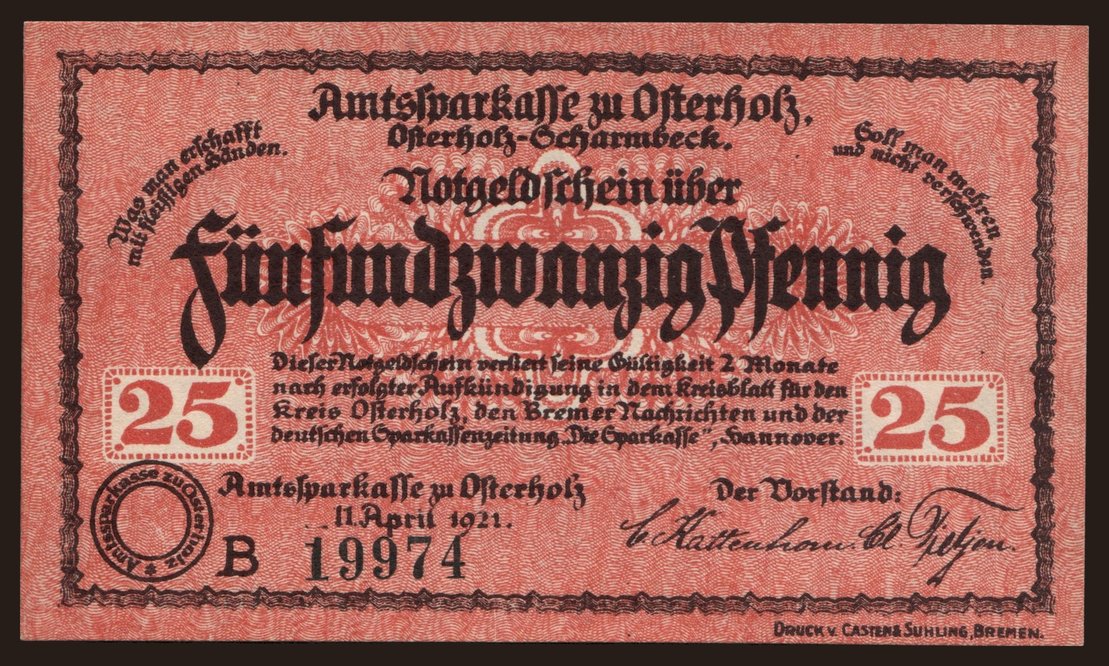 Amtssparkasse zu Osterholz.
Osterholz-Scharmbeck.
Was man erschafft
mit fleissigen Händen.
Soll man mehren
und nicht verschwenden.
Notgeldschein über
Fünfundzwanzig Pfennig
Dieser Notgeldschein verliert seine Gültigkeit 2 Monate
nach erfolgter Aufkündigung in dem Kreisblatt für den
Kreis Osterholz, den Bremer Nachrichten und der
deutschen Sparkassenzeitung „Die Sparkasse“, Hannover.
25
25
Amtssparkasse zu Osterholz
11. April 1921.
Der Vorstand:
C. Kattenhorn. Cl. Tietjen.
Amtssparkasse zu Osterholz
B 19974
DRUCK v. CASTEN & SUHLING, BREMEN.